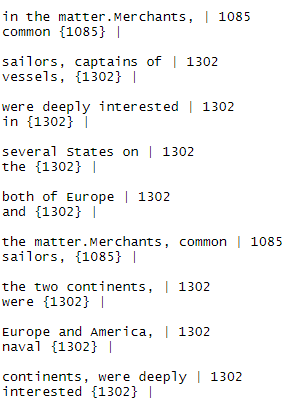 in the matter.Merchants, | 1085
common {1085} |
sailors, captains of | 1302
vessels, {1302} |
were deeply interested | 1302
in {1302} |
several States on | 1302
the {1302} |
both of Europe | 1302
and {1302} |
the matter.Merchants, common | 1085
sailors, {1085} |
the two continents, | 1302
were {1302} |
Europe and America, | 1302
naval {1302} |
continents, were deeply | 1302
interested {1302} |